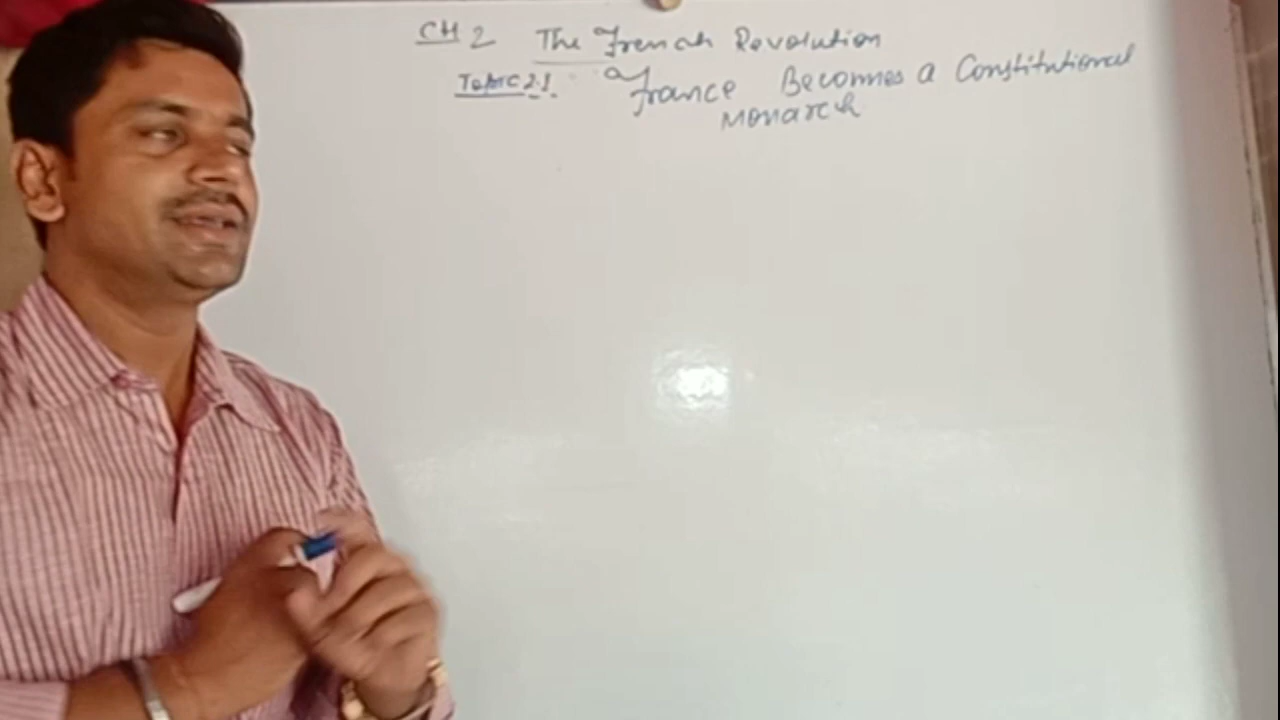 CH 2 The French Revolution
Topic 2.1. France Becomes a Constitutional
Monarch